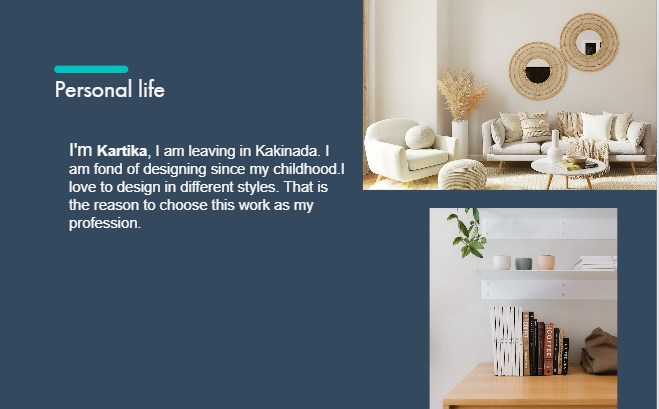 Personal life
I'm Kartika, I am leaving in Kakinada. I
am fond of designing since my childhood.I
love to design in different styles. That is
the reason to choose this work as my
profession.
COFFEE